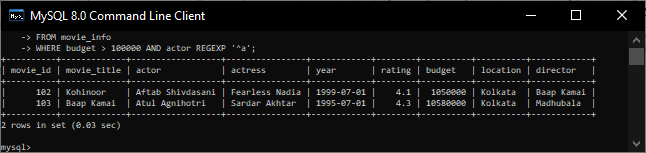 MySQL 8.0 Command Line Client
-> FROM movie_info
-> WHERE budget > 100000 AND actor REGEXP '^a';
+----------+-------------+------------------+----------------+------------+--------+----------+----------+------------+
| movie_id | movie_title | actor | actress | year | rating | budget | location | director |
+----------+-------------+------------------+----------------+------------+--------+----------+----------+------------+
| 102 | Kohinoor | Aftab Shivdasani | Fearless Nadia | 1999-07-01 | 4.1 | 1050000 | Kolkata | Baap Kamai |
| 103 | Baap Kamai | Atul Agnihotri | Sardar Akhtar | 1995-07-01 | 4.3 | 10580000 | Kolkata | Madhubala |
+----------+-------------+------------------+----------------+------------+--------+----------+----------+------------+
2 rows in set (0.03 sec)
mysql>